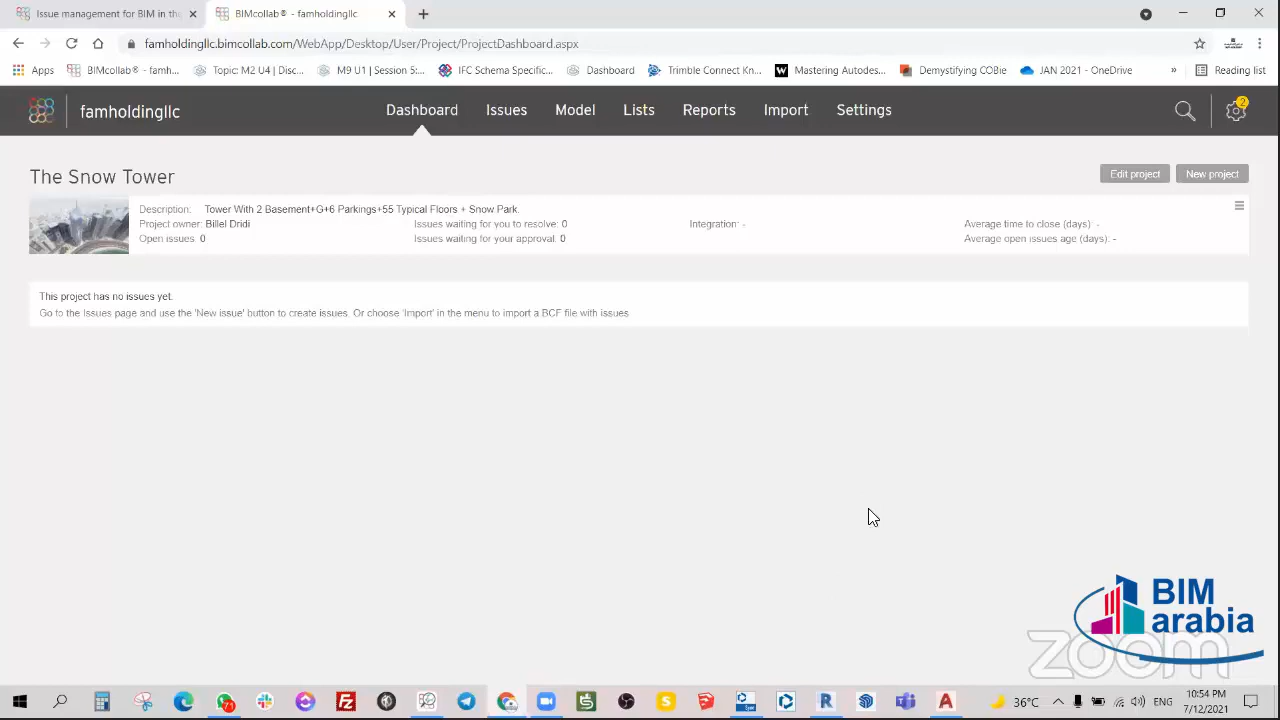 Issue management for BIM in the
BIMcollab® - famholdingllc
famholdingllc.bimcollab.com/WebApp/Desktop/User/Project/ProjectDashboard.aspx
Apps
BIMcollab® - famh...
Topic: M2 U4 | Disc...
M9 U1 | Session 5:...
IFC Schema Specific...
Dashboard
Trimble Connect Kn...
Mastering Autodes...
Demystifying COBie
JAN 2021 - OneDrive
»
Reading list
famholdingllc
Dashboard
Issues
Model
Lists
Reports
Import
Settings
2
The Snow Tower
Edit project
New project
Description: Tower With 2 Basement+G+6 Parkings+55 Typical Floors + Snow Park.
Project owner: Billel Dridi
Issues waiting for you to resolve: 0
Integration: -
Average time to close (days): -
Open issues: 0
Issues waiting for your approval: 0
Average open issues age (days): -
This project has no issues yet.
Go to the Issues page and use the 'New issue' button to create issues. Or choose 'Import' in the menu to import a BCF file with issues
BIM
arabia
zoom
36°C
ENG
10:54 PM
7/12/2021